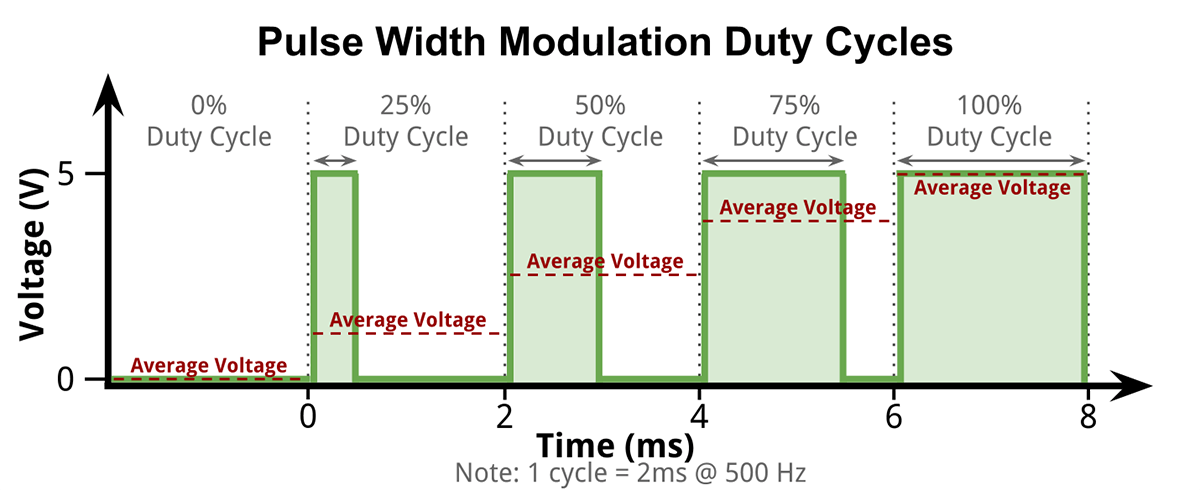 Pulse Width Modulation Duty Cycles
0%
Duty Cycle
25%
Duty Cycle
50%
Duty Cycle
75%
Duty Cycle
100%
Duty Cycle
Voltage (V)
5
0
Average Voltage
Average Voltage
Average Voltage
Average Voltage
Average Voltage
0 2 4 6 8
Time (ms)
Note: 1 cycle = 2ms @ 500 Hz